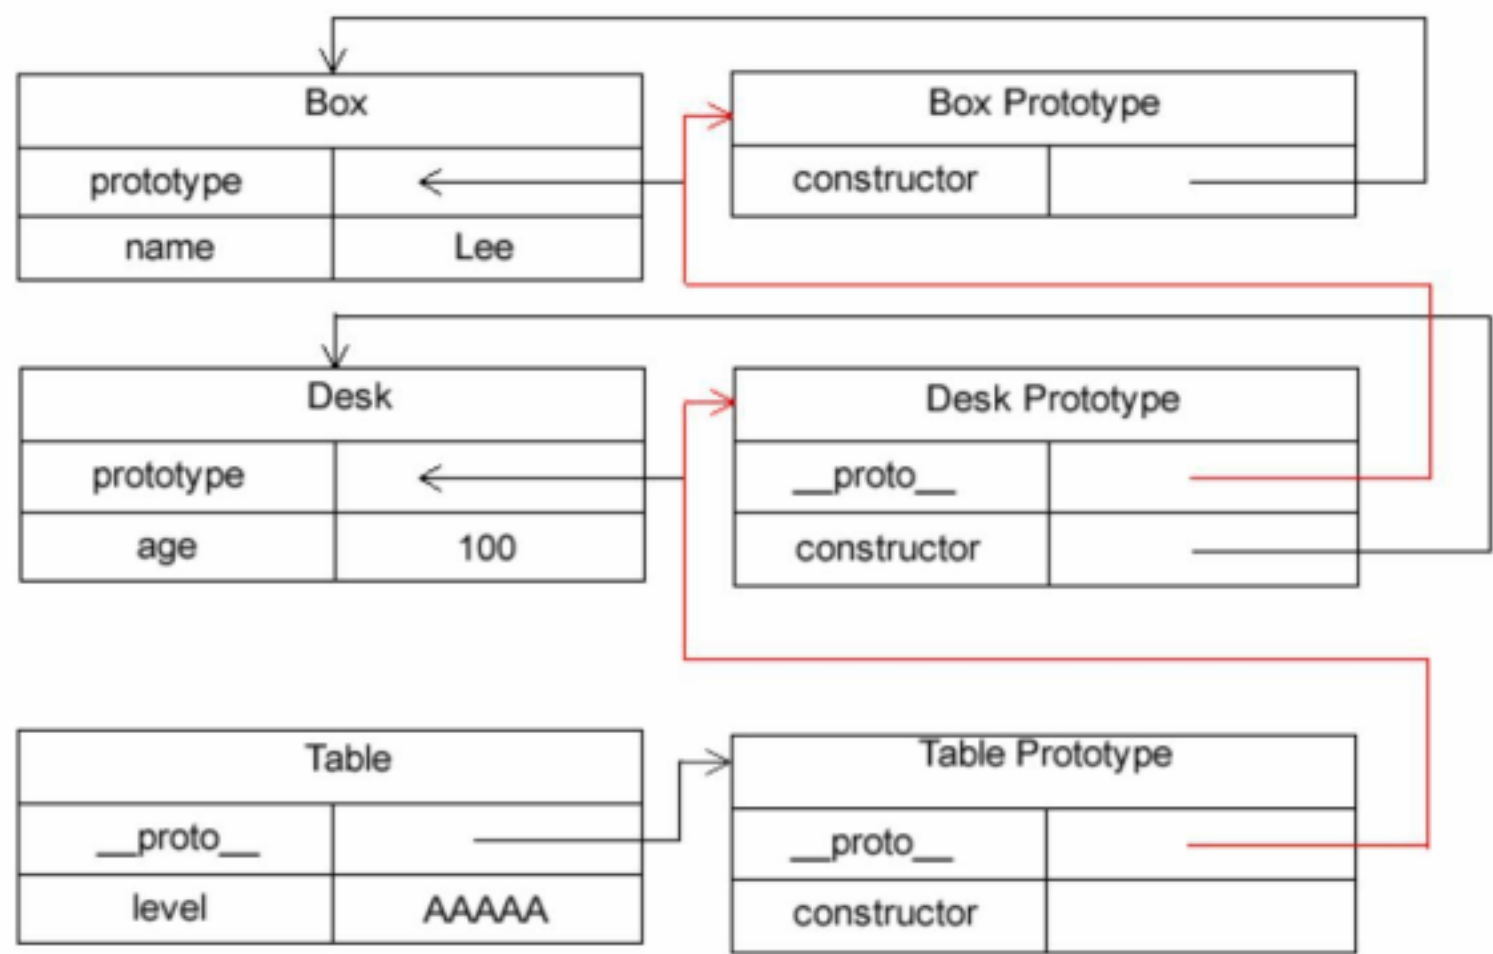 Box
prototype
name Lee
Box Prototype
constructor
Desk
prototype
age 100
Desk Prototype
__proto__
constructor
Table
__proto__
level AAAAA
Table Prototype
__proto__
constructor